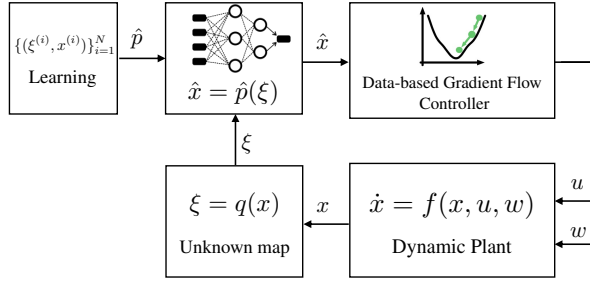 {(ξ^{(i)}, x^{(i)})}_{i=1}^{N}
Learning
p̂
x̂ = p̂(ξ)
x̂
Data-based Gradient Flow
Controller
ξ
ξ = q(x)
Unknown map
x
ẋ = f(x, u, w)
Dynamic Plant
u
w